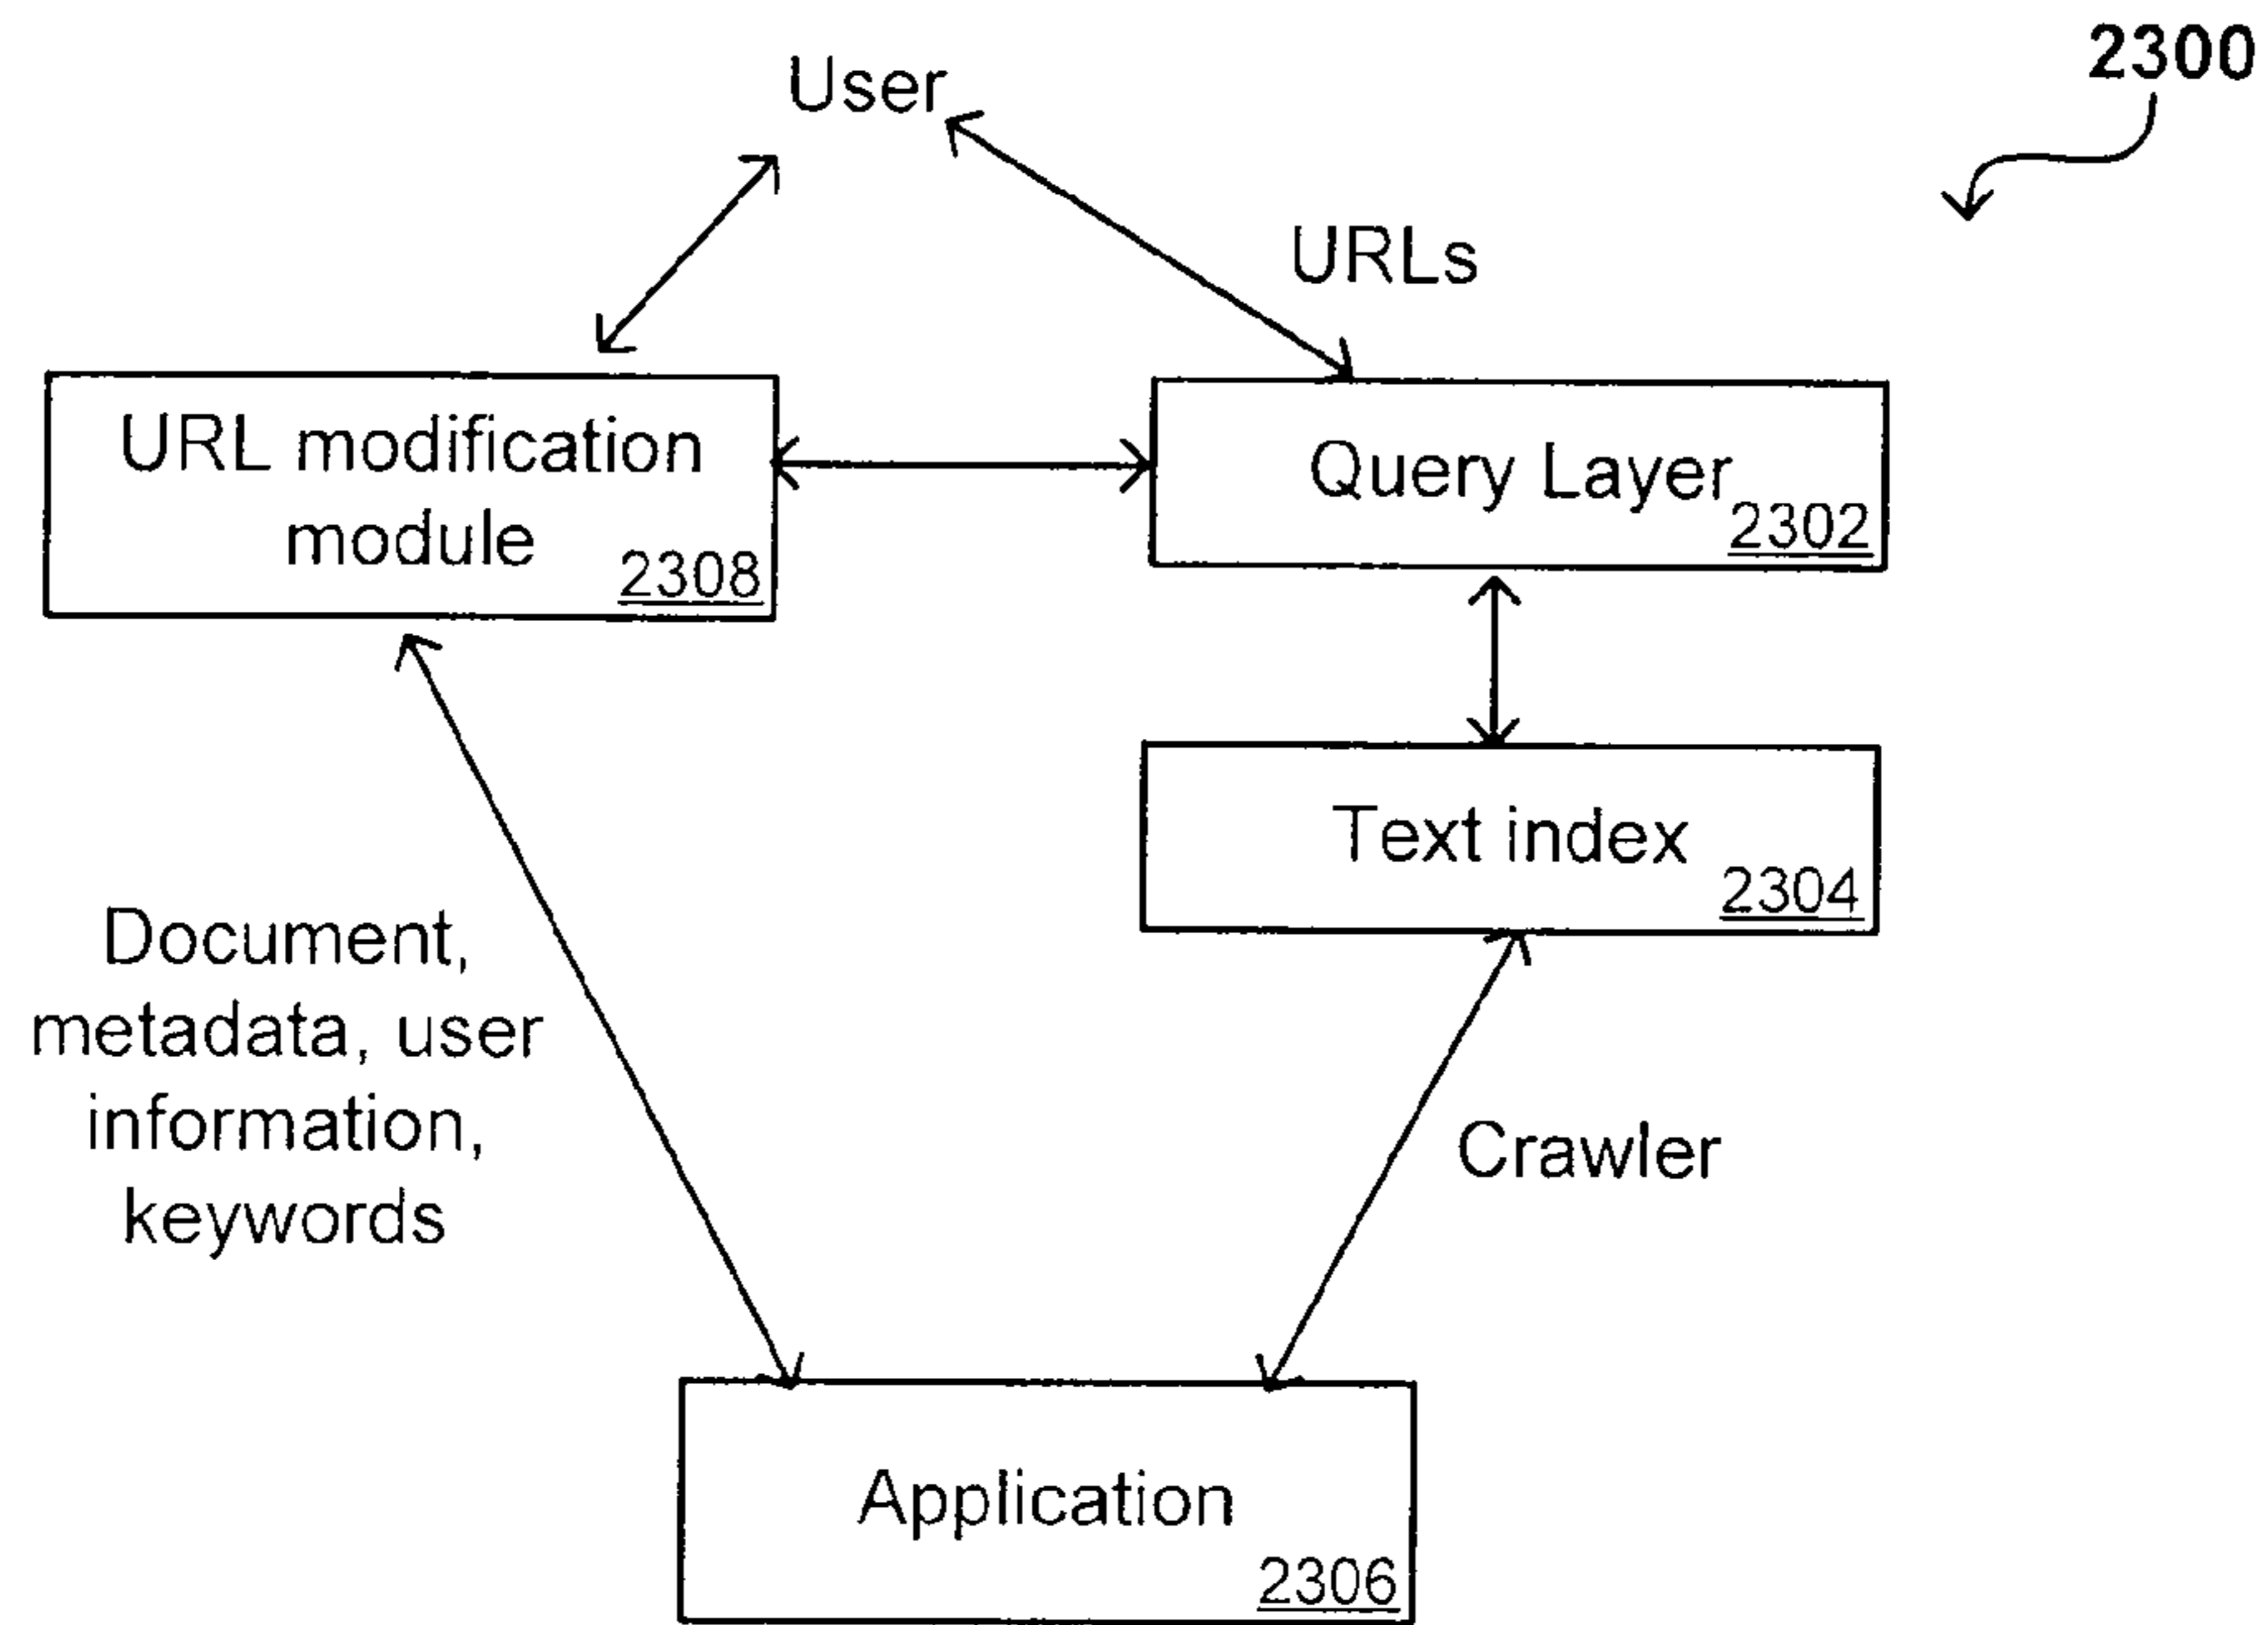 2300
User
URLs
URL modification
module
2308
Query Layer
2302
Text index
2304
Document,
metadata, user
information,
keywords
Crawler
Application
2306